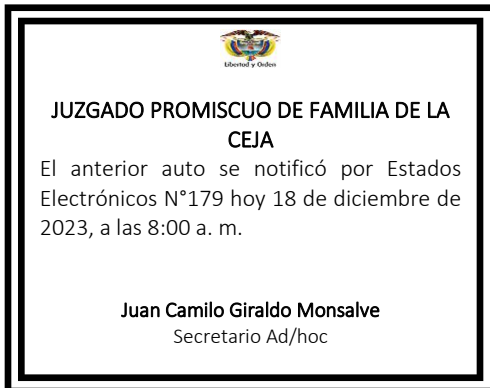 Libertad y Orden
JUZGADO PROMISCUO DE FAMILIA DE LA
CEJA
El anterior auto se notificó por Estados
Electrónicos N°179 hoy 18 de diciembre de
2023, a las 8:00 a. m.
Juan Camilo Giraldo Monsalve
Secretario Ad/hoc